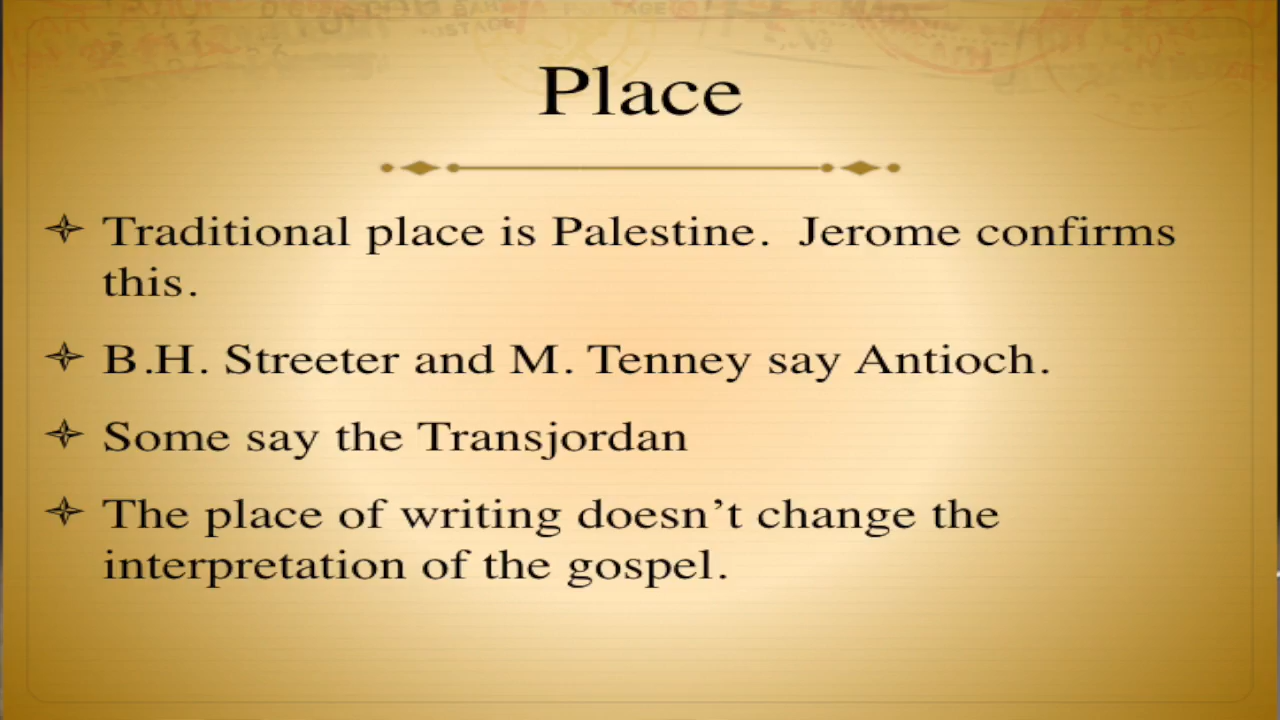 Place
Traditional place is Palestine.  Jerome confirms
this.
B.H. Streeter and M. Tenney say Antioch.
Some say the Transjordan
The place of writing doesn’t change the
interpretation of the gospel.